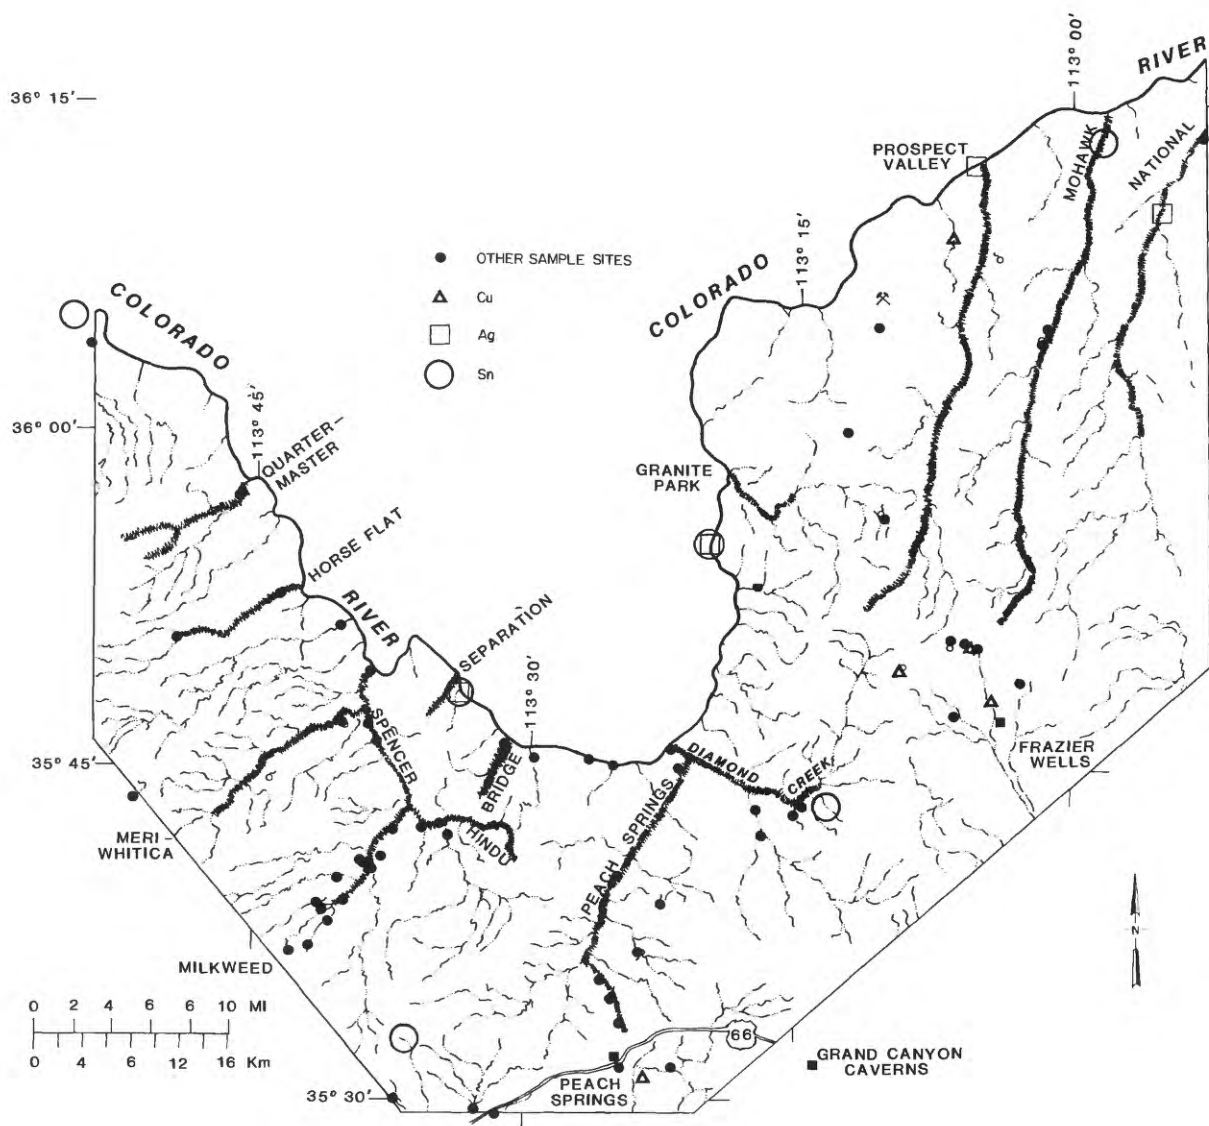 RIVER
113° 00′
36° 15′
PROSPECT
VALLEY
MOHAWK
NATIONAL
113° 15′
COLORADO
OTHER SAMPLE SITES
Cu
Ag
Sn
COLORADO
36° 00′
113° 45′
QUARTER-
MASTER
GRANITE
PARK
HORSE FLAT
RIVER
SEPARATION
113° 30′
SPENCER
BRIDGE
HINDU
35° 45′
MERI-
WHITICA
DIAMOND
CREEK
PEACH SPRINGS
FRAZIER
WELLS
MILKWEED
N
0 2 4 6 8 10 MI
0 4 6 12 16 Km
66
GRAND CANYON
CAVERNS
PEACH
SPRINGS
35° 30′